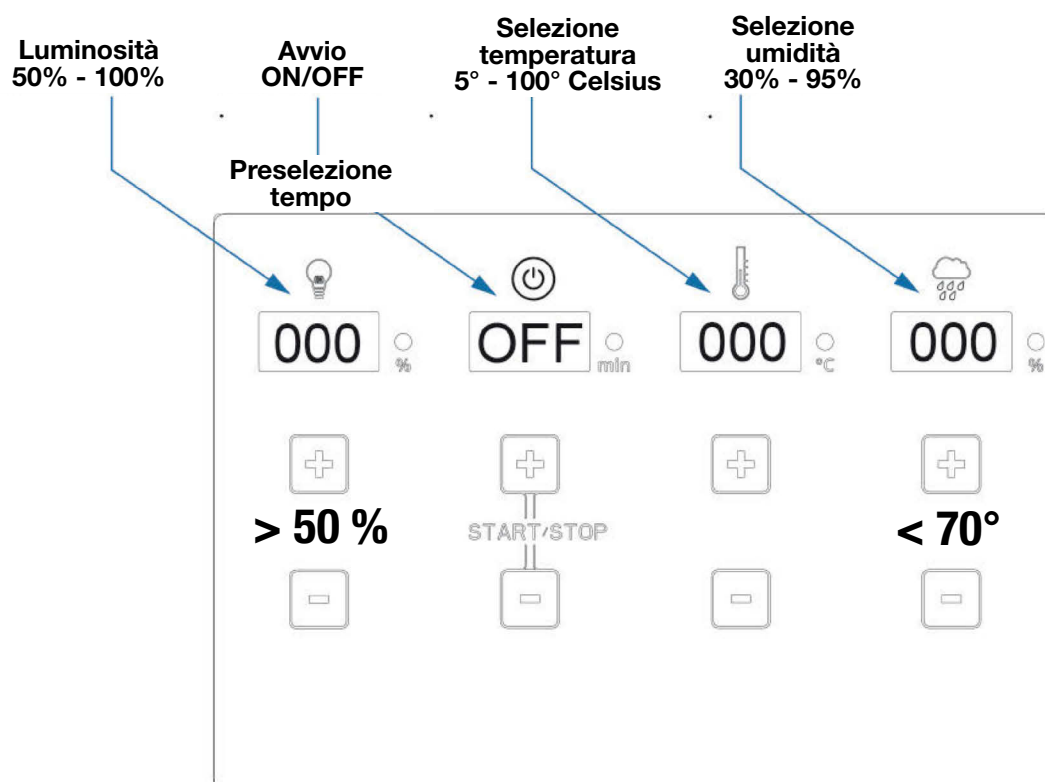 Luminosità
50% - 100%
Avvio
ON/OFF
Selezione
temperatura
5° - 100° Celsius
Selezione
umidità
30% - 95%
Preselezione
tempo
000 %
OFF min
000 °C
000 %
> 50 %
START/STOP
< 70°